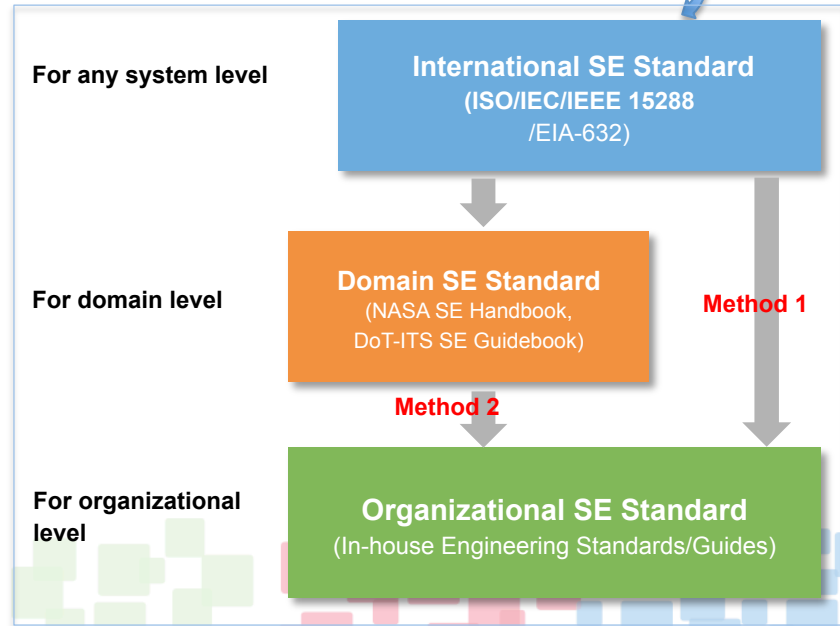 For any system level
International SE Standard
(ISO/IEC/IEEE 15288
/EIA-632)
For domain level
Domain SE Standard
(NASA SE Handbook,
DoT-ITS SE Guidebook)
Method 1
Method 2
For organizational
level
Organizational SE Standard
(In-house Engineering Standards/Guides)